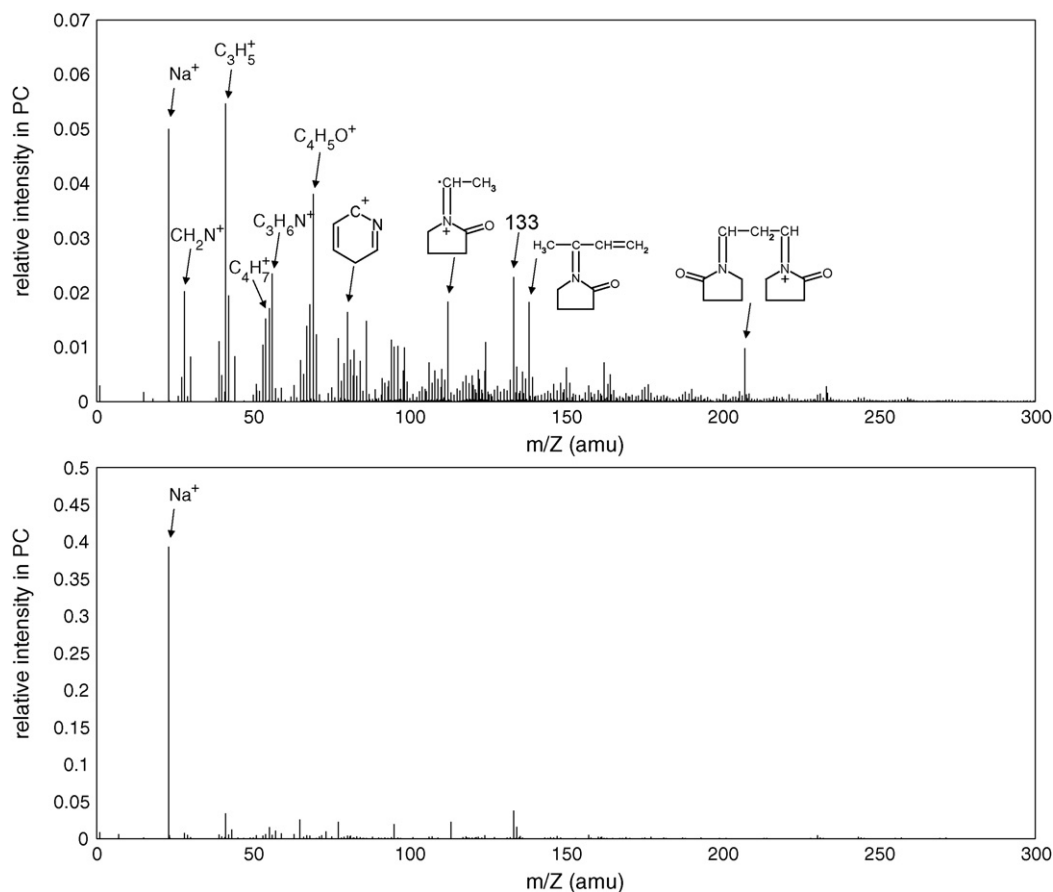 relative intensity in PC
0.07
0.06
0.05
0.04
0.03
0.02
0.01
0
Na⁺
C₃H₅⁺
CH₂N⁺
C₄H₇⁺
C₃H₆N⁺
C₄H₅O⁺
C⁺ N
·CH—CH₃
N⁺ O
133
H₃C—C—CH=CH₂
N O
CH—CH₂—CH
O N N⁺ O
0 50 100 150 200 250 300
m/Z (amu)
relative intensity in PC
0.5
0.45
0.4
0.35
0.3
0.25
0.2
0.15
0.1
0.05
0
Na⁺
0 50 100 150 200 250 300
m/Z (amu)